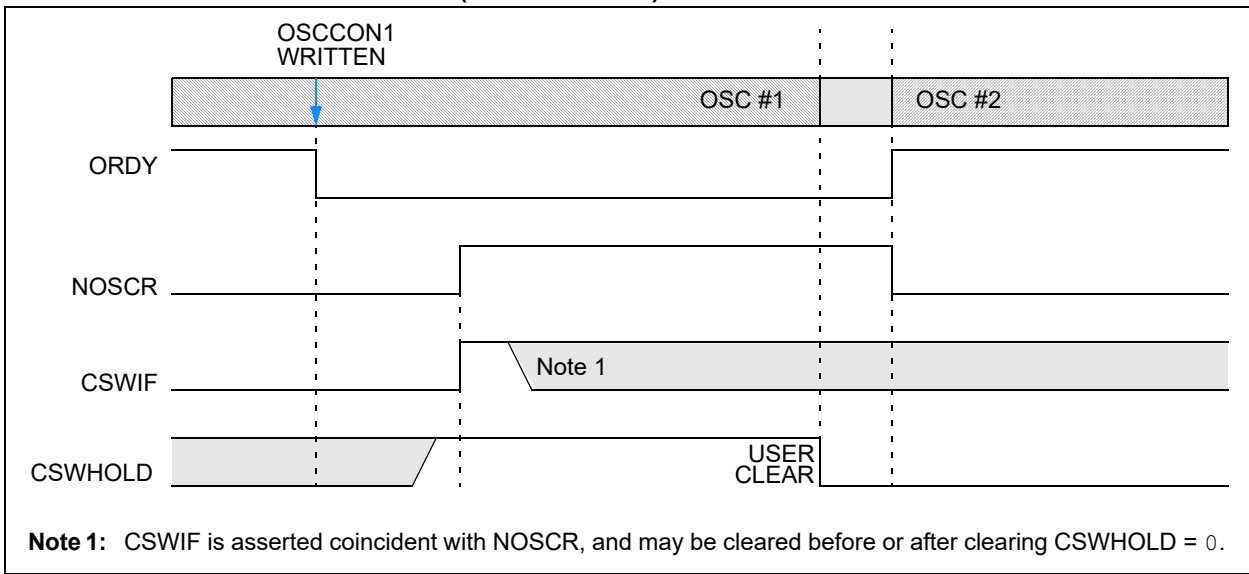 OSCCON1
WRITTEN
OSC #1
OSC #2
ORDY
NOSCR
CSWIF
Note 1
CSWHOLD
USER
CLEAR
Note 1: CSWIF is asserted coincident with NOSCR, and may be cleared before or after clearing CSWHOLD = 0.